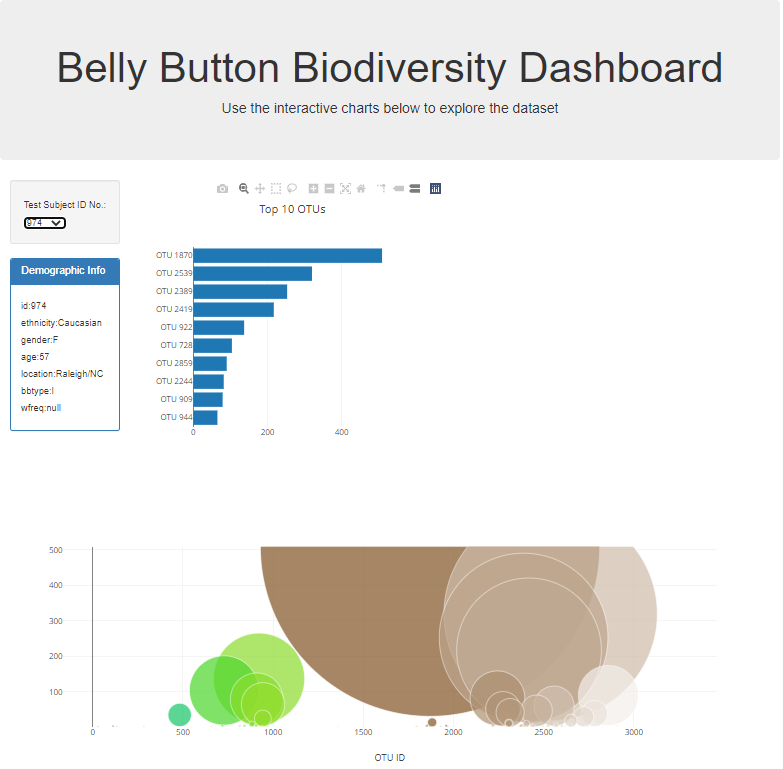 Belly Button Biodiversity Dashboard
Use the interactive charts below to explore the dataset
Test Subject ID No.:
974
Demographic Info
id:974
ethnicity:Caucasian
gender:F
age:57
location:Raleigh/NC
bbtype:I
wfreq:null
Top 10 OTUs
OTU 1870
OTU 2539
OTU 2389
OTU 2419
OTU 922
OTU 728
OTU 2859
OTU 2244
OTU 909
OTU 944
0 200 400
500
400
300
200
100
0 500 1000 1500 2000 2500 3000
OTU ID